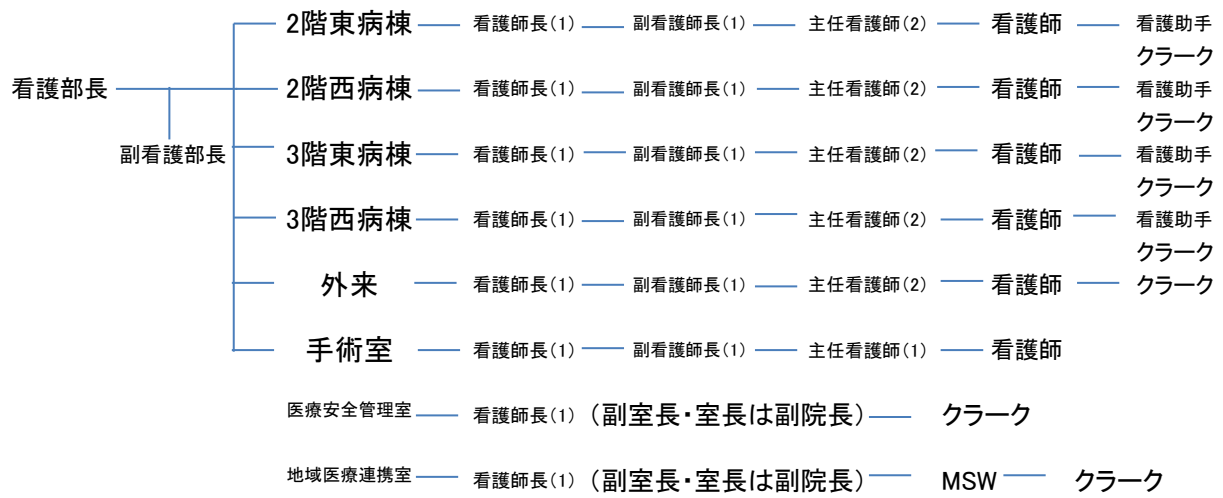 2階東病棟 看護師長(1) 副看護師長(1) 主任看護師(2) 看護師 看護助手
クラーク
看護部長 2階西病棟 看護師長(1) 副看護師長(1) 主任看護師(2) 看護師 看護助手
クラーク
副看護部長 3階東病棟 看護師長(1) 副看護師長(1) 主任看護師(2) 看護師 看護助手
クラーク
3階西病棟 看護師長(1) 副看護師長(1) 主任看護師(2) 看護師 看護助手
クラーク
外来 看護師長(1) 副看護師長(1) 主任看護師(2) 看護師 クラーク
手術室 看護師長(1) 副看護師長(1) 主任看護師(1) 看護師
医療安全管理室 看護師長(1) (副室長・室長は副院長) クラーク
地域医療連携室 看護師長(1) (副室長・室長は副院長) MSW クラーク